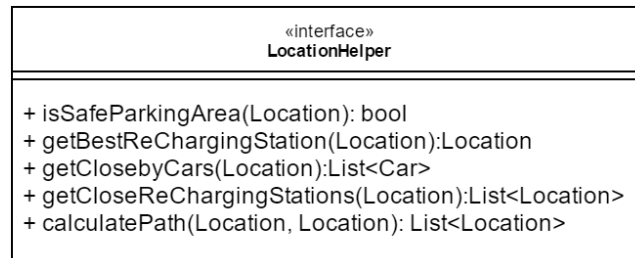 «interface»
LocationHelper
+ isSafeParkingArea(Location): bool
+ getBestReChargingStation(Location):Location
+ getClosebyCars(Location):List<Car>
+ getCloseReChargingStations(Location):List<Location>
+ calculatePath(Location, Location): List<Location>